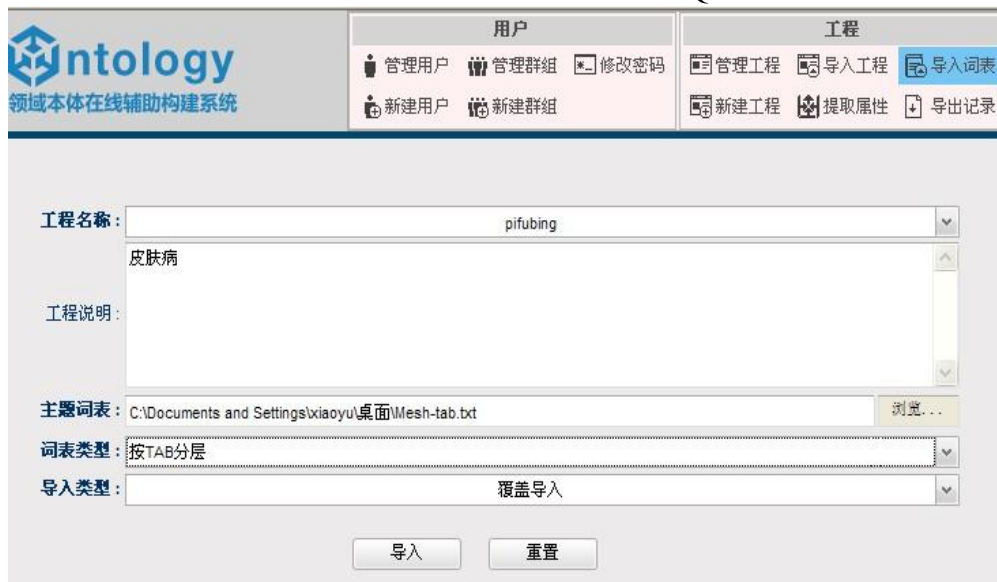 Ontology
领域本体在线辅助构建系统
用户
管理用户 管理群组 修改密码
新建用户 新建群组
工程
管理工程 导入工程 导入词表
新建工程 提取属性 导出记录
工程名称: pifubing
工程说明: 皮肤病
主题词表: C:\Documents and Settings\xiaoyu\桌面\Mesh-tab.txt 浏览...
词表类型: 按TAB分层
导入类型: 覆盖导入
导入 重置